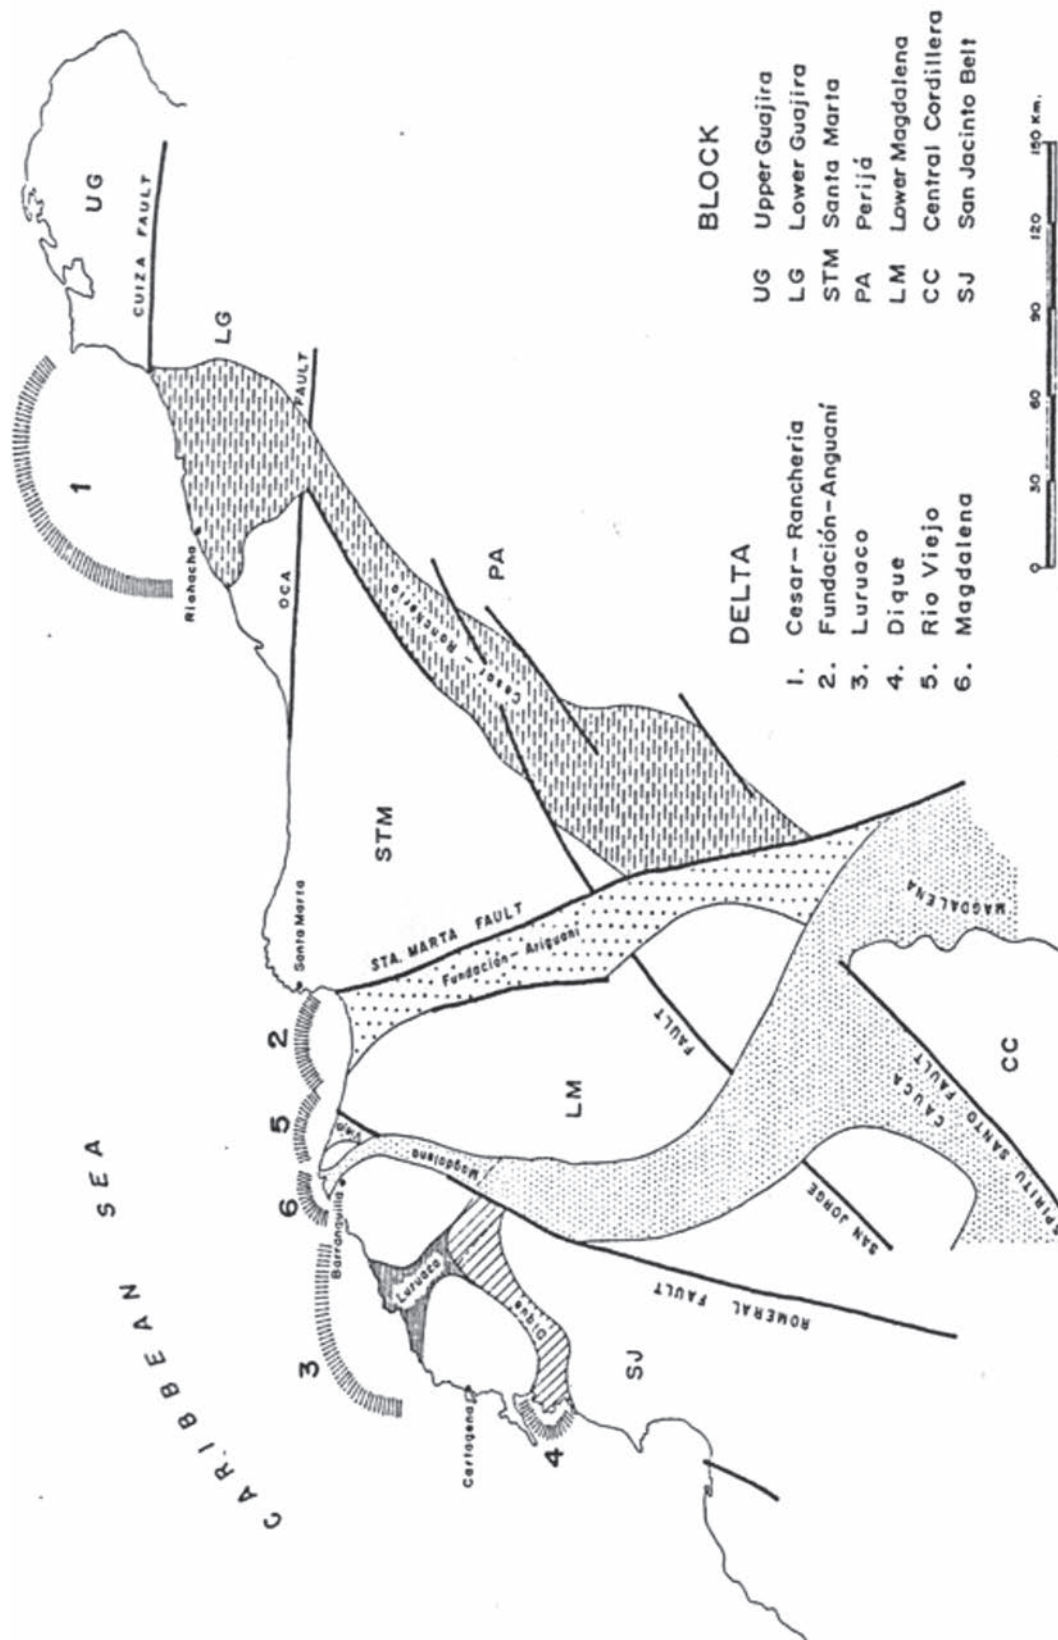 CARIBBEAN SEA
1
2
3
4
5
6
UG
CUIZA FAULT
LG
Riohacha
OCA FAULT
Cesar - Rancheria
PA
STM
Santa Marta
STA. MARTA FAULT
Fundación - Ariguaní
FAULT
LM
Viejo
Magdalena
Barranquilla
Luruaco
Dique
Cartagena
SJ
ROMERAL FAULT
SAN JORGE
CAUCA
MAGDALENA
SPIRITU SANTO FAULT
CC
DELTA
1. Cesar-Rancheria
2. Fundación-Anguaní
3. Luruaco
4. Dique
5. Rio Viejo
6. Magdalena
BLOCK
UG Upper Guajira
LG Lower Guajira
STM Santa Marta
PA Perijá
LM Lower Magdalena
CC Central Cordillera
SJ San Jacinto Belt
0 30 60 90 120 150 Km.